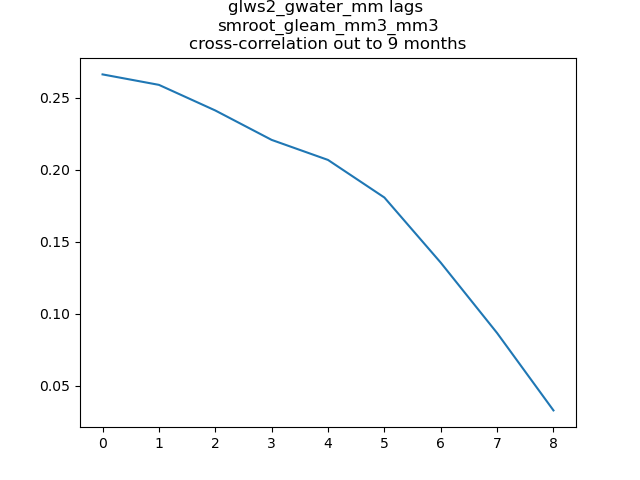 glws2_gwater_mm lags
smroot_gleam_mm3_mm3
cross-correlation out to 9 months
0.25
0.20
0.15
0.10
0.05
0 1 2 3 4 5 6 7 8